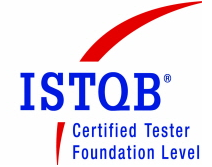 ISTQB®
Certified Tester
Foundation Level